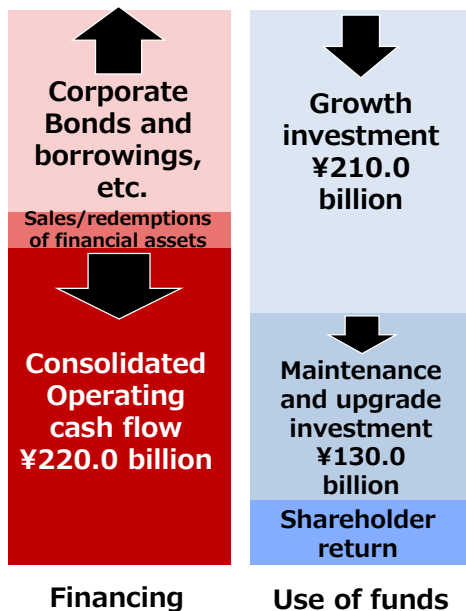 Corporate
Bonds and
borrowings,
etc.
Sales/redemptions
of financial assets
Consolidated
Operating
cash flow
¥220.0 billion
Financing
Growth
investment
¥210.0
billion
Maintenance
and upgrade
investment
¥130.0
billion
Shareholder
return
Use of funds